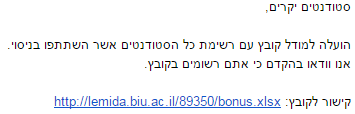 סטודנטים יקרים,
הועלה למודל קובץ עם רשימת כל הסטודנטים אשר השתתפו בניסוי.
אנו וודאו בהקדם כי אתם רשומים בקובץ.
קישור לקובץ: http://lemida.biu.ac.il/89350/bonus.xlsx